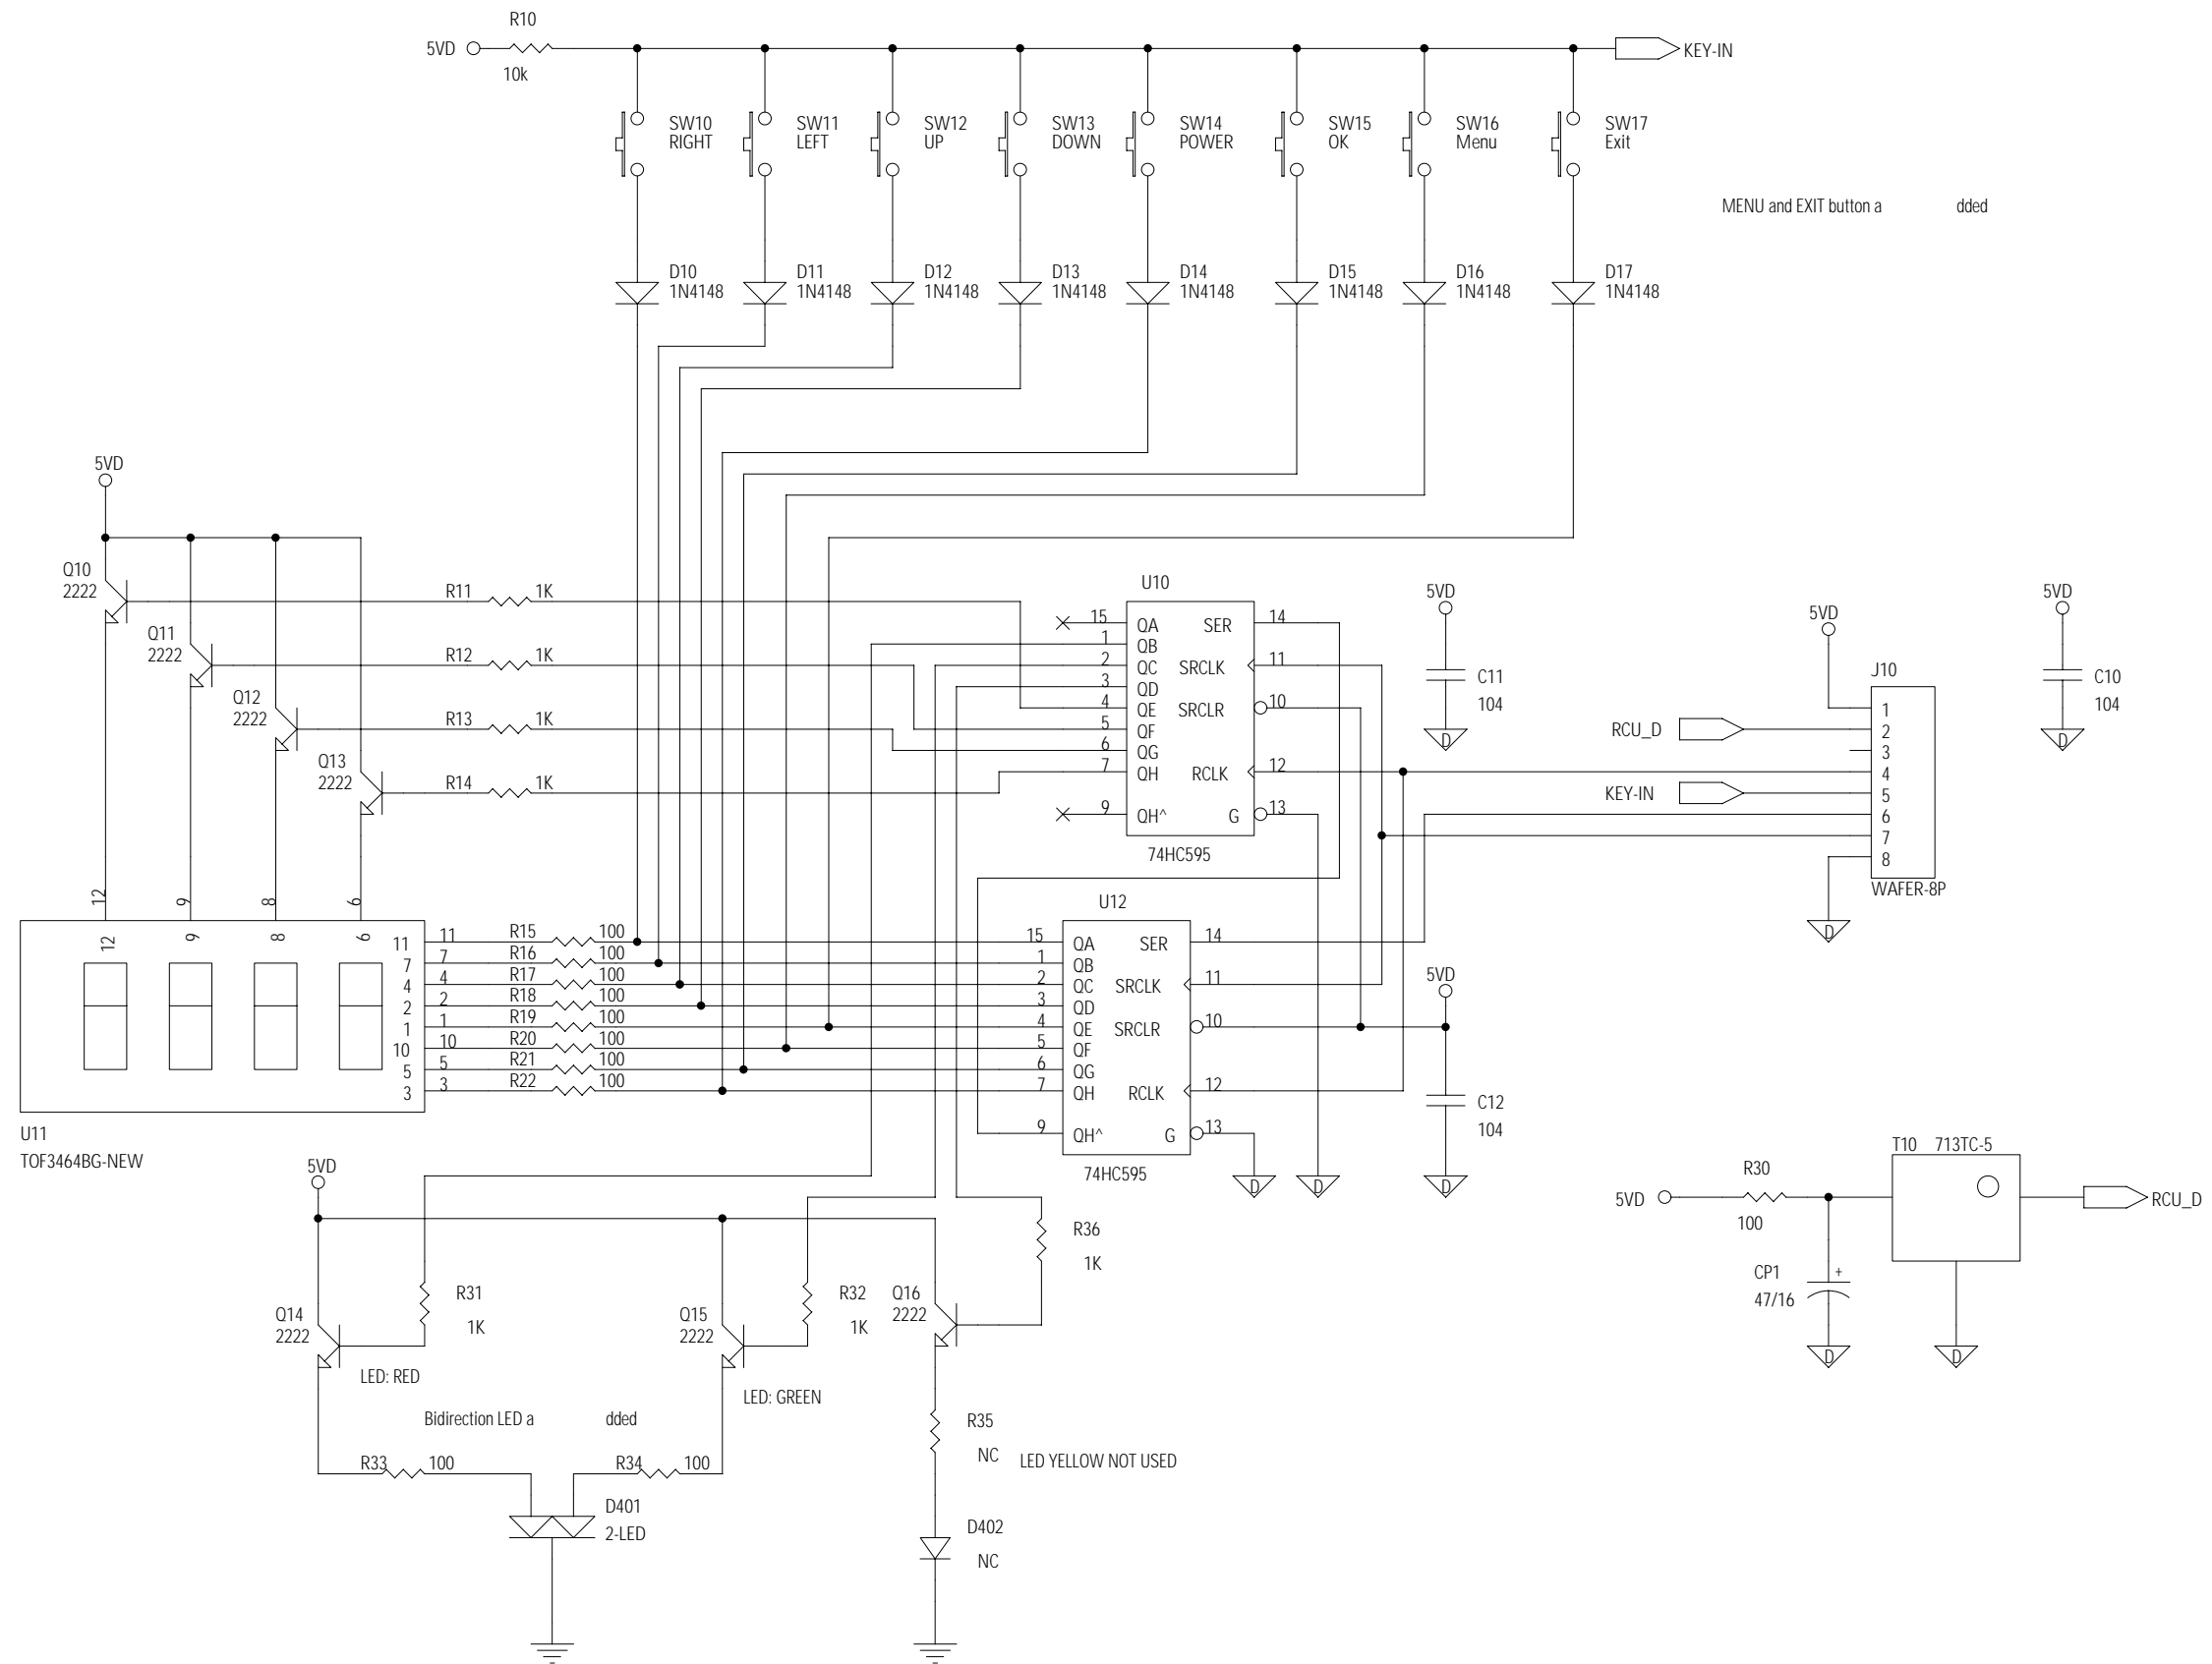 R10
5VD
10k
KEY-IN
SW10
RIGHT
SW11
LEFT
SW12
UP
SW13
DOWN
SW14
POWER
SW15
OK
SW16
Menu
SW17
Exit
MENU and EXIT button a dded
D10
1N4148
D11
1N4148
D12
1N4148
D13
1N4148
D14
1N4148
D15
1N4148
D16
1N4148
D17
1N4148
5VD
Q10
2222
Q11
2222
Q12
2222
Q13
2222
R11 1K
R12 1K
R13 1K
R14 1K
U10
15 QA SER 14
1 QB
2 QC SRCLK 11
3 QD
4 QE SRCLR 10
5 QF
6 QG
7 QH RCLK 12
9 QH^ G 13
74HC595
5VD
C11
104
D
5VD
J10
1
RCU_D 2
3
4
KEY-IN 5
6
7
8
WAFER-8P
D
5VD
C10
104
D
12 9 8 6
12 9 8 6
11 11 R15 100
7 7 R16 100
4 4 R17 100
2 2 R18 100
1 1 R19 100
10 10 R20 100
5 5 R21 100
3 3 R22 100
U11
TOF3464BG-NEW
U12
15 QA SER 14
1 QB
2 QC SRCLK 11
3 QD
4 QE SRCLR 10
5 QF
6 QG
7 QH RCLK 12
9 QH^ G 13
74HC595
D D
5VD
C12
104
D
5VD
Q14
2222
R31
1K
LED: RED
Q15
2222
R32
1K
LED: GREEN
Q16
2222
R36
1K
Bidirection LED a dded
R33 100
R34 100
D401
2-LED
R35
NC
LED YELLOW NOT USED
D402
NC
T10 713TC-5
R30
5VD
100
RCU_D
CP1
+
47/16
D D